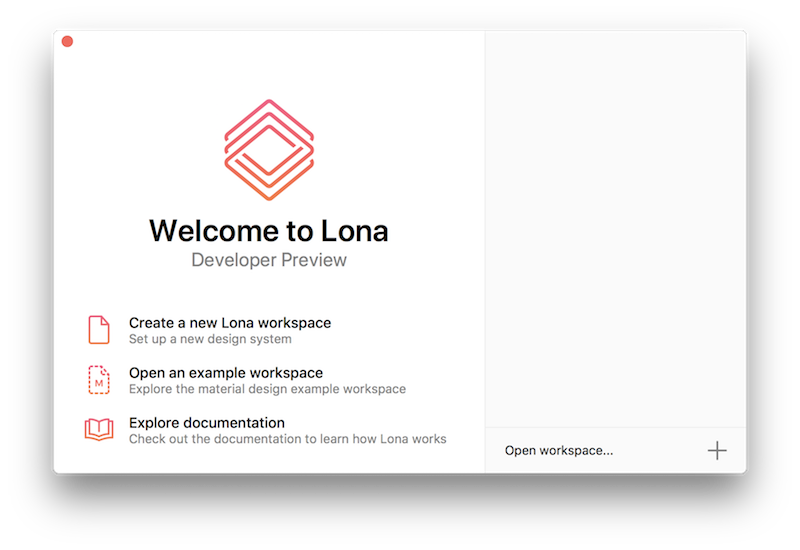 Welcome to Lona
Developer Preview
Create a new Lona workspace
Set up a new design system
M
Open an example workspace
Explore the material design example workspace
Explore documentation
Check out the documentation to learn how Lona works
Open workspace...